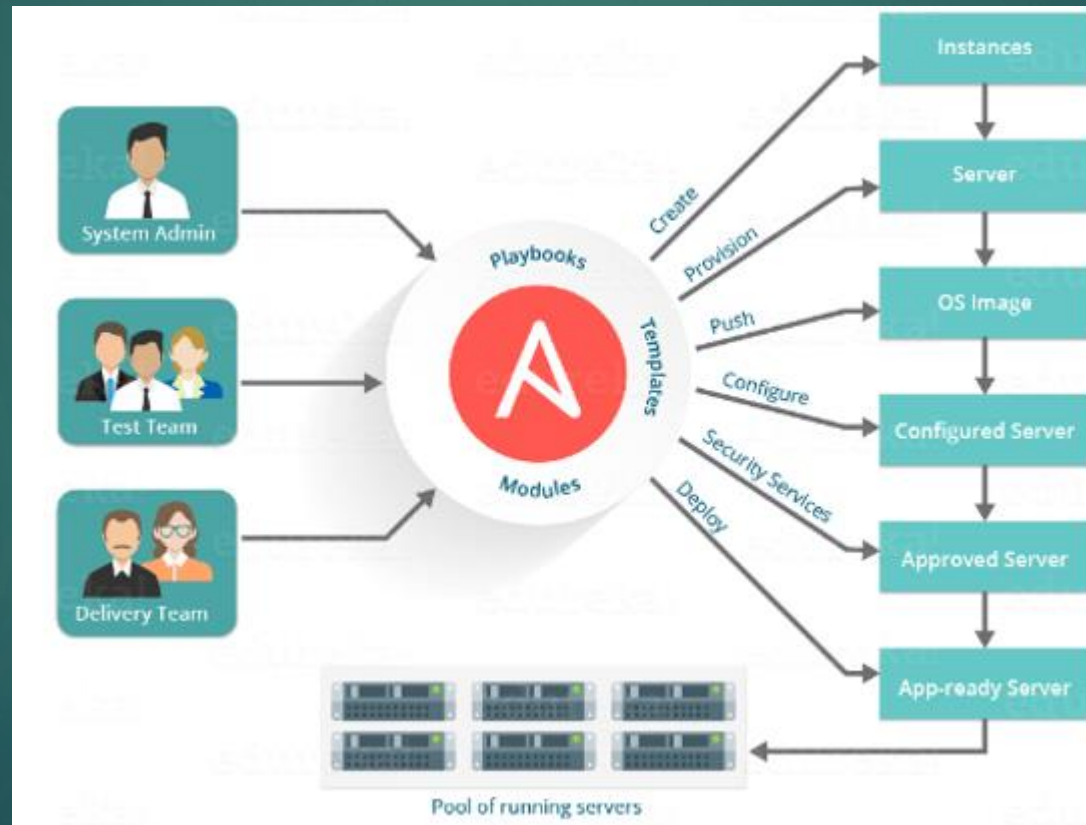 System Admin
Test Team
Delivery Team
Playbooks
Templates
Modules
Create
Provision
Push
Configure
Security Services
Deploy
Instances
Server
OS Image
Configured Server
Approved Server
App-ready Server
Pool of running servers